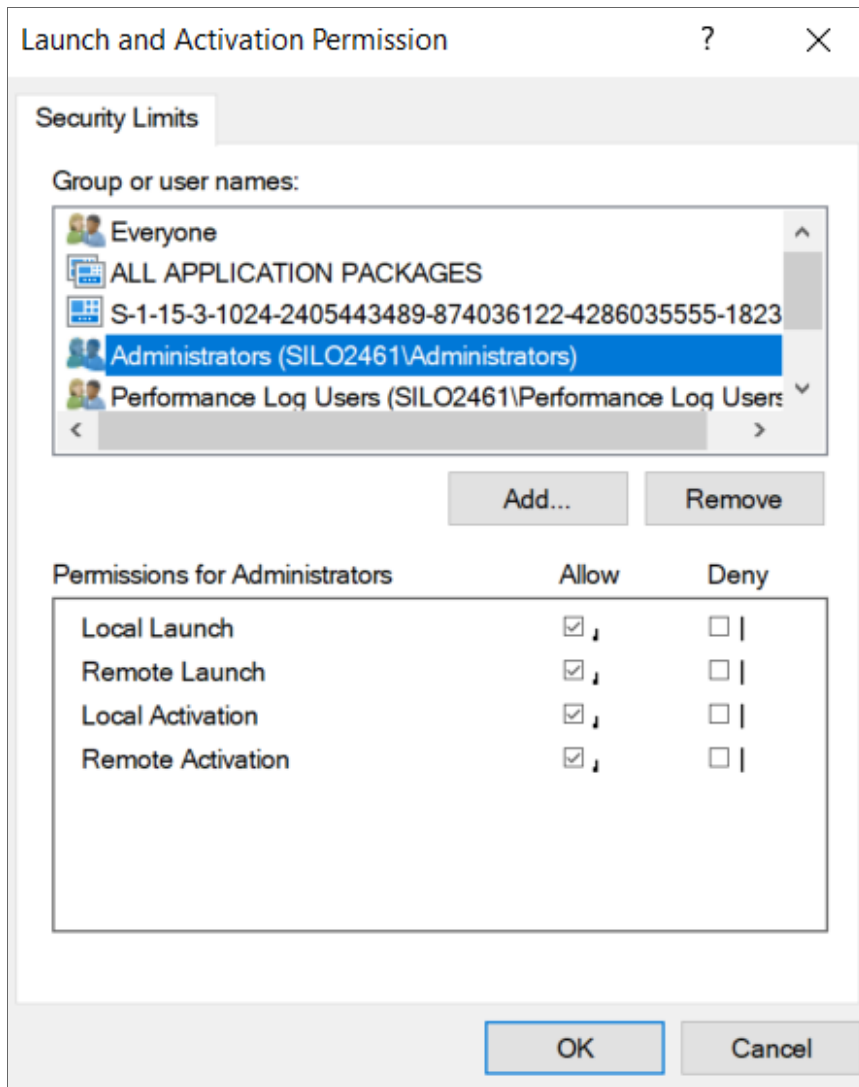 Launch and Activation Permission ?
Security Limits
Group or user names:
Everyone
ALL APPLICATION PACKAGES
S-1-15-3-1024-2405443489-874036122-4286035555-1823
Administrators (SILO2461\Administrators)
Performance Log Users (SILO2461\Performance Log Users
Add... Remove
Permissions for Administrators Allow Deny
Local Launch
Remote Launch
Local Activation
Remote Activation
OK Cancel